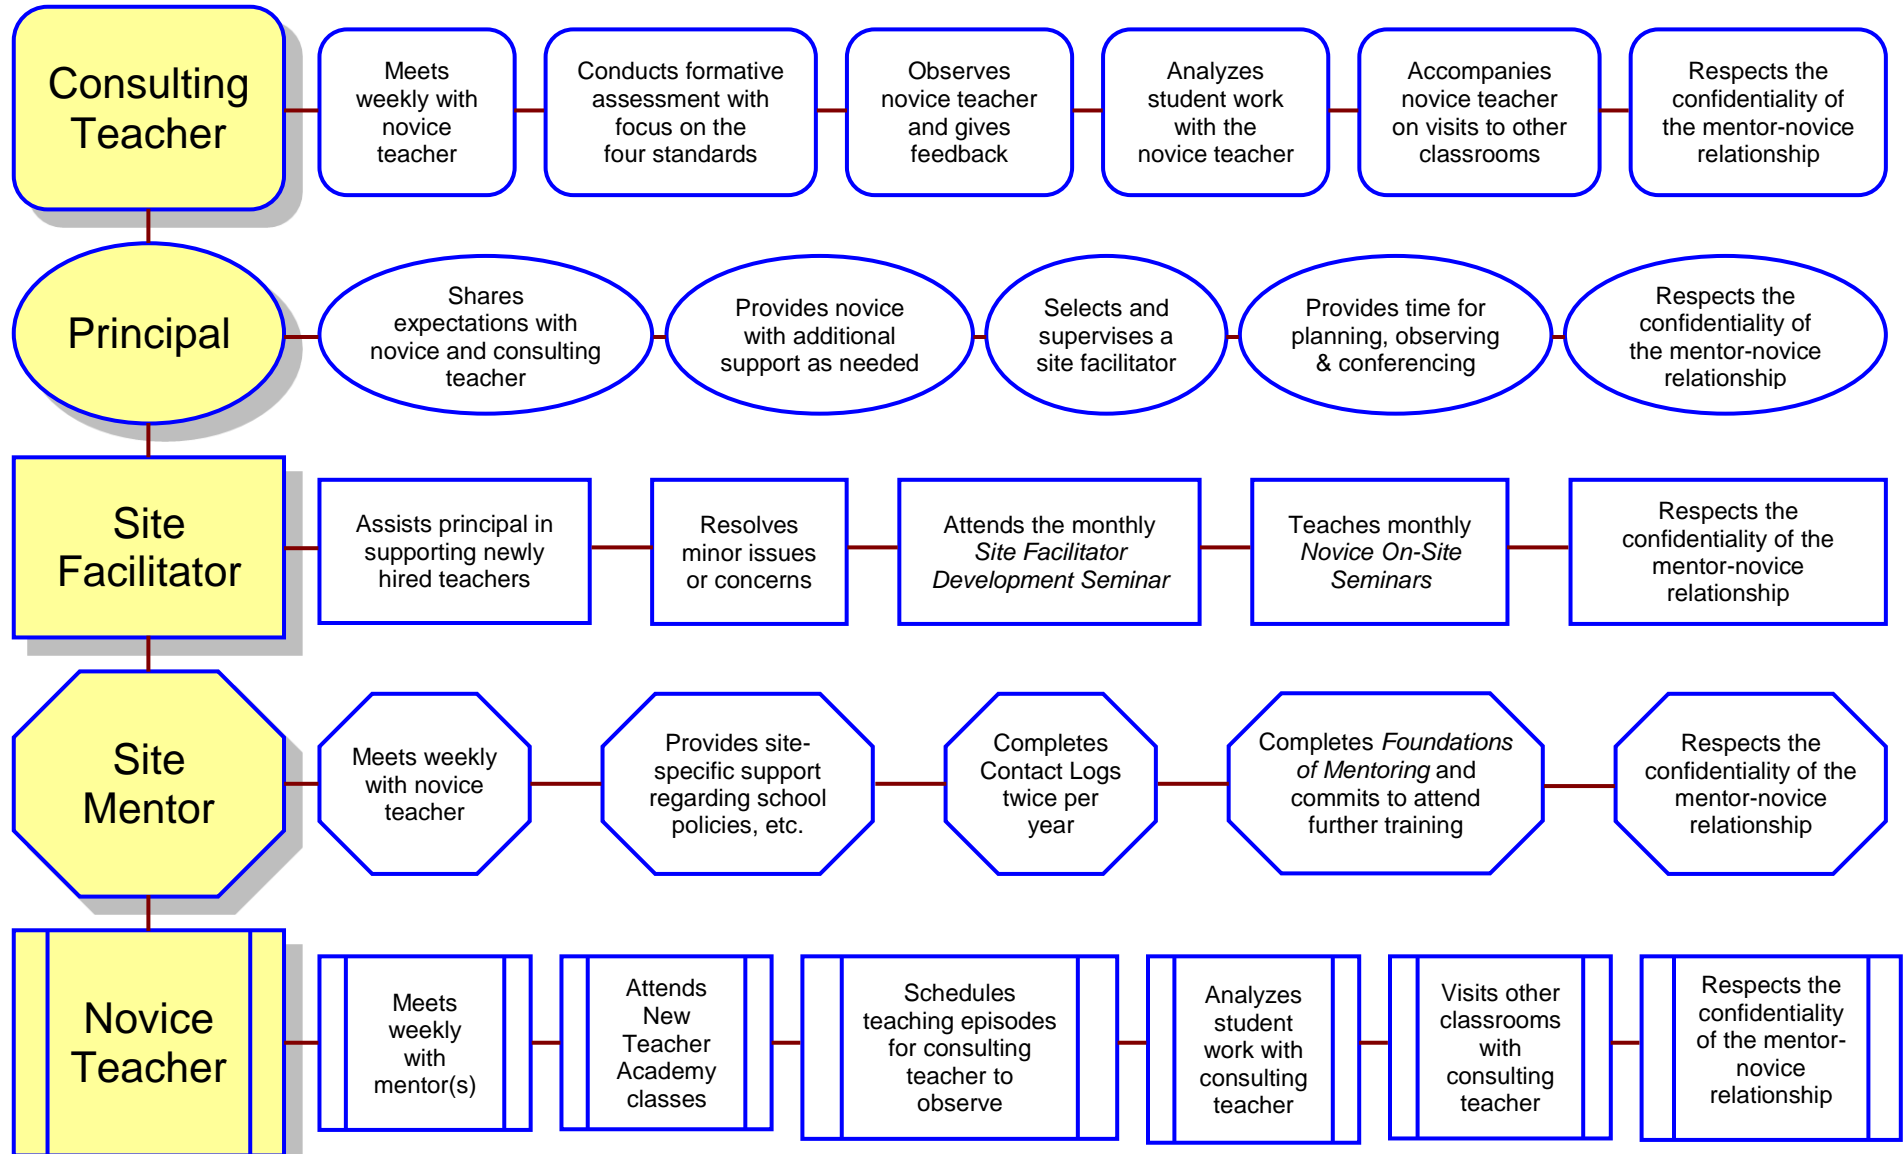 Consulting
Teacher
Meets
weekly with
novice
teacher
Conducts formative
assessment with
focus on the
four standards
Observes
novice teacher
and gives
feedback
Analyzes
student work
with the
novice teacher
Accompanies
novice teacher
on visits to other
classrooms
Respects the
confidentiality of
the mentor-novice
relationship
Principal
Shares
expectations with
novice and consulting
teacher
Provides novice
with additional
support as needed
Selects and
supervises a
site facilitator
Provides time for
planning, observing
& conferencing
Respects the
confidentiality of
the mentor-novice
relationship
Site
Facilitator
Assists principal in
supporting newly
hired teachers
Resolves
minor issues
or concerns
Attends the monthly
Site Facilitator
Development Seminar
Teaches monthly
Novice On-Site
Seminars
Respects the
confidentiality of the
mentor-novice
relationship
Site
Mentor
Meets weekly
with novice
teacher
Provides site-
specific support
regarding school
policies, etc.
Completes
Contact Logs
twice per
year
Completes Foundations
of Mentoring and
commits to attend
further training
Respects the
confidentiality of the
mentor-novice
relationship
Novice
Teacher
Meets
weekly
with
mentor(s)
Attends
New
Teacher
Academy
classes
Schedules
teaching episodes
for consulting
teacher to
observe
Analyzes
student
work with
consulting
teacher
Visits other
classrooms
with
consulting
teacher
Respects the
confidentiality
of the mentor-
novice
relationship